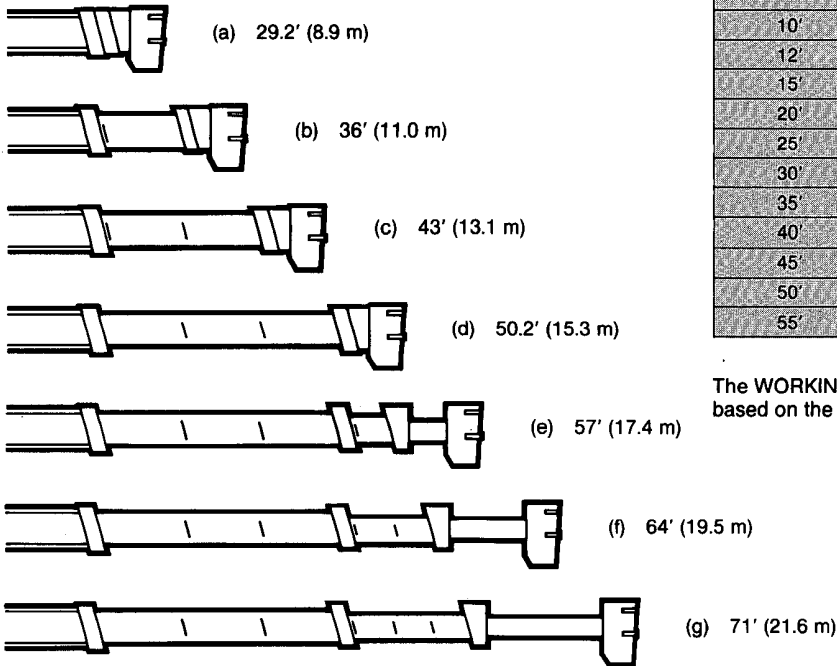 (a) 29.2′ (8.9 m)
(b) 36′ (11.0 m)
(c) 43′ (13.1 m)
(d) 50.2′ (15.3 m)
(e) 57′ (17.4 m)
(f) 64′ (19.5 m)
(g) 71′ (21.6 m)
10′
12′
15′
20′
25′
30′
35′
40′
45′
50′
55′
The WORKIN
based on the